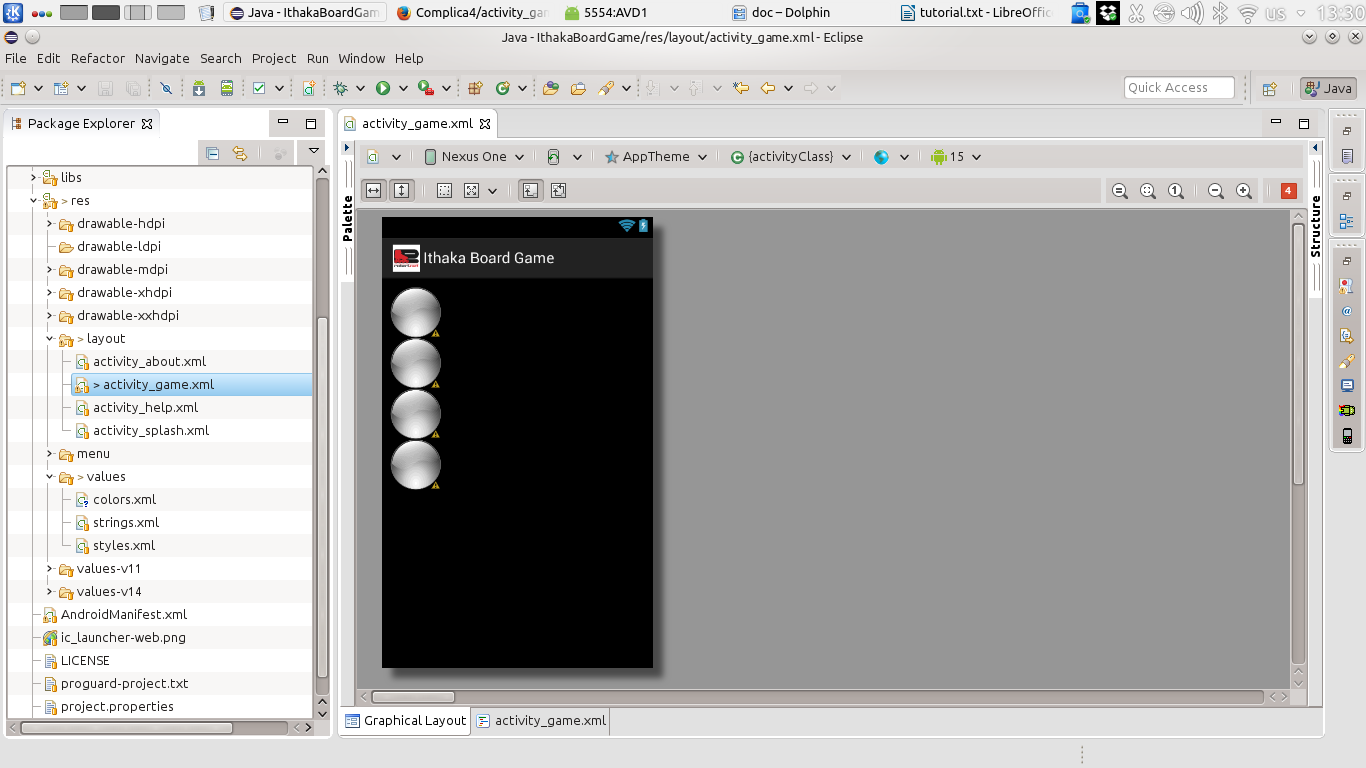 Java - IthakaBoardGam
Complica4/activity_ga
5554:AVD1
doc – Dolphin
tutorial.txt - LibreOffic
us
13:30
Java - IthakaBoardGame/res/layout/activity_game.xml - Eclipse
File Edit Refactor Navigate Search Project Run Window Help
Quick Access
Java
Package Explorer
activity_game.xml
Nexus One
AppTheme
{activityClass}
15
4
Palette
Structure
libs
> res
drawable-hdpi
drawable-ldpi
drawable-mdpi
drawable-xhdpi
drawable-xxhdpi
> layout
activity_about.xml
> activity_game.xml
activity_help.xml
activity_splash.xml
menu
> values
colors.xml
strings.xml
styles.xml
values-v11
values-v14
AndroidManifest.xml
ic_launcher-web.png
LICENSE
proguard-project.txt
project.properties
Ithaka Board Game
Graphical Layout
activity_game.xml